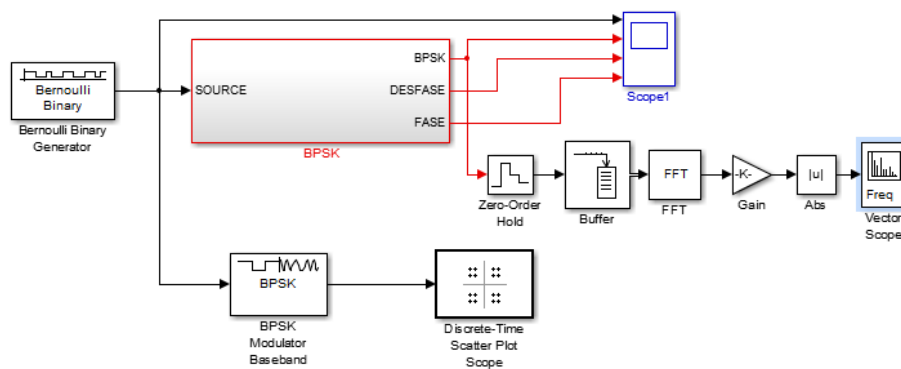 Bernoulli
Binary
Bernoulli Binary
Generator
SOURCE
BPSK
DESFASE
FASE
BPSK
Scope1
Zero-Order
Hold
Buffer
FFT
FFT
-K-
Gain
|u|
Abs
Freq
Vector
Scope
BPSK
BPSK
Modulator
Baseband
Discrete-Time
Scatter Plot
Scope